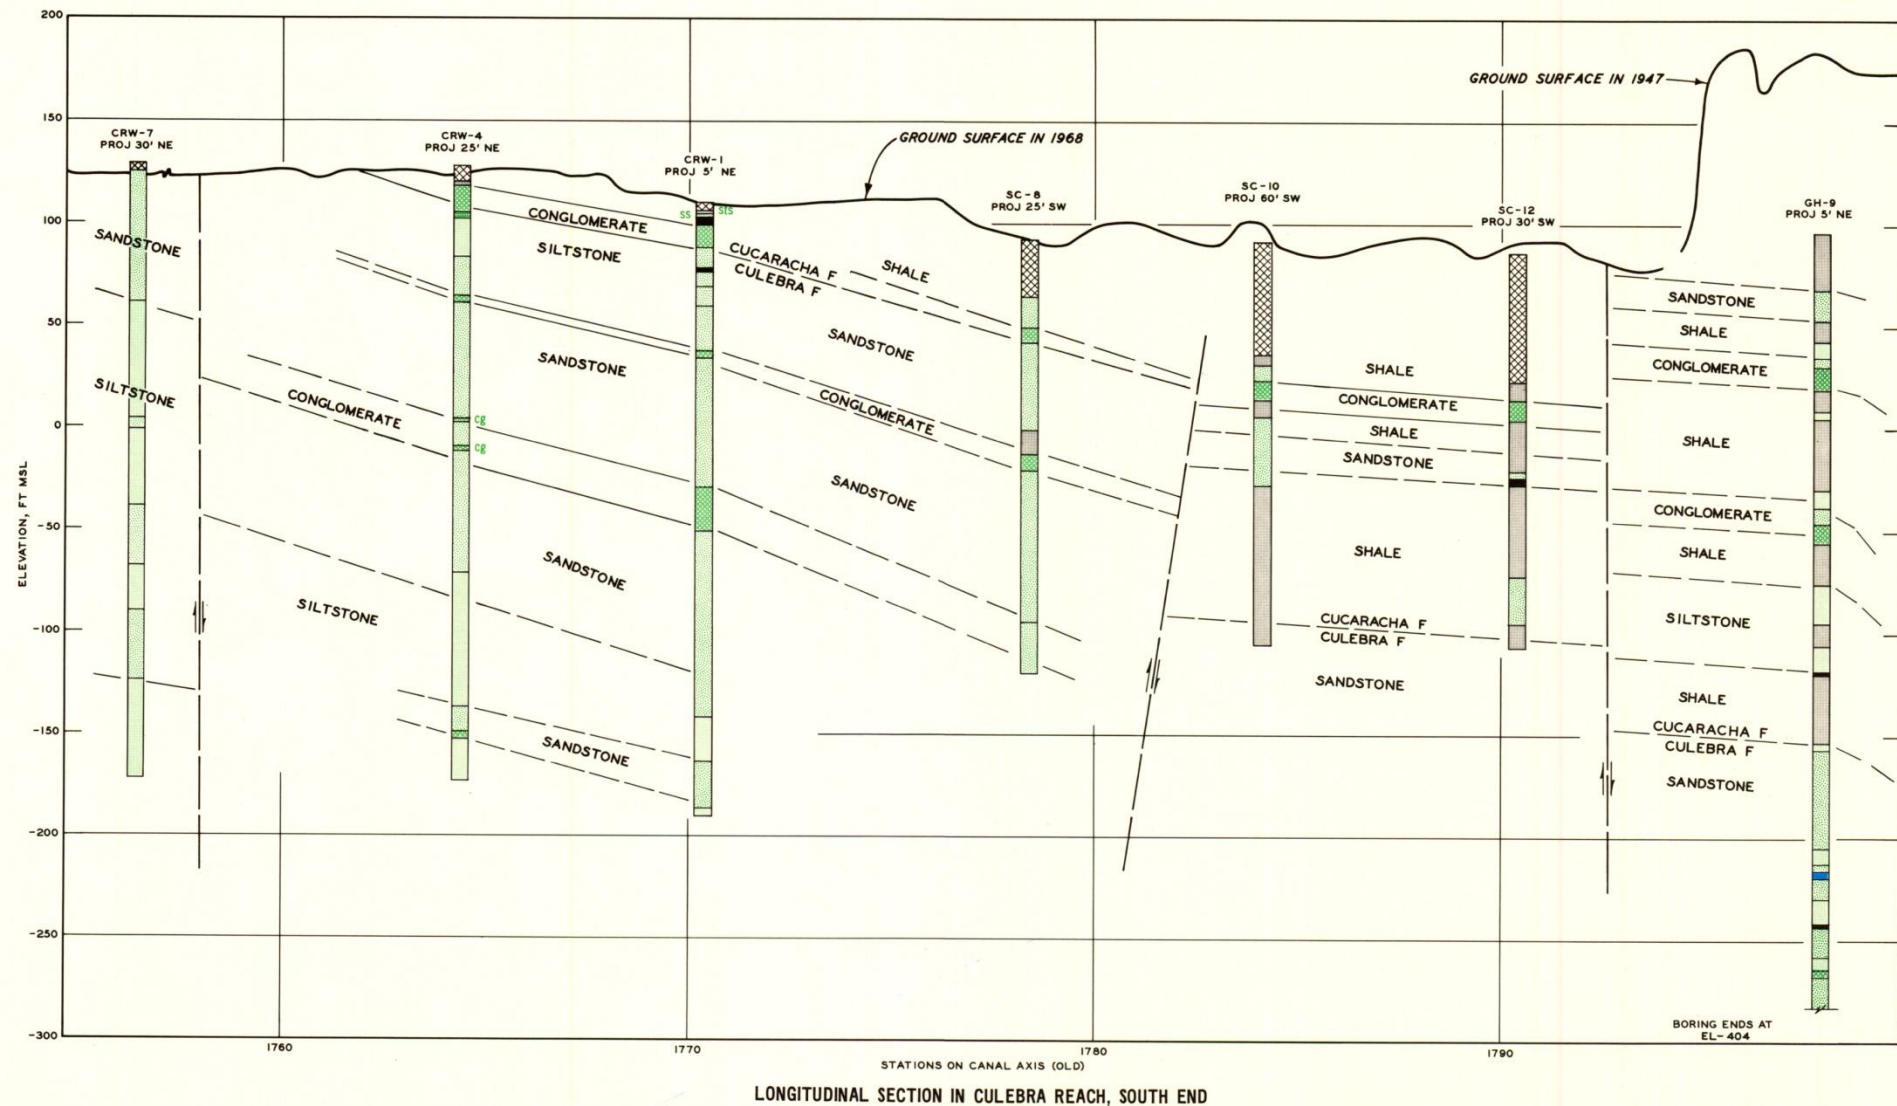 200
150
100
50
0
-50
-100
-150
-200
-250
-300
ELEVATION, FT MSL
CRW-7
PROJ 30' NE
CRW-4
PROJ 25' NE
CRW-1
PROJ 5' NE
SC-8
PROJ 25' SW
SC-10
PROJ 60' SW
SC-12
PROJ 30' SW
GH-9
PROJ 5' NE
GROUND SURFACE IN 1947
GROUND SURFACE IN 1968
ss
sts
SANDSTONE
SILTSTONE
CONGLOMERATE
SILTSTONE
CONGLOMERATE
SILTSTONE
SANDSTONE
cg
cg
SANDSTONE
SANDSTONE
CUCARACHA F
CULEBRA F
SHALE
SANDSTONE
CONGLOMERATE
SANDSTONE
SHALE
CONGLOMERATE
SHALE
SANDSTONE
SHALE
CUCARACHA F
CULEBRA F
SANDSTONE
SANDSTONE
SHALE
CONGLOMERATE
SHALE
CONGLOMERATE
SHALE
SILTSTONE
SHALE
CUCARACHA F
CULEBRA F
SANDSTONE
BORING ENDS AT
EL-404
1760
1770
1780
1790
STATIONS ON CANAL AXIS (OLD)
LONGITUDINAL SECTION IN CULEBRA REACH, SOUTH END